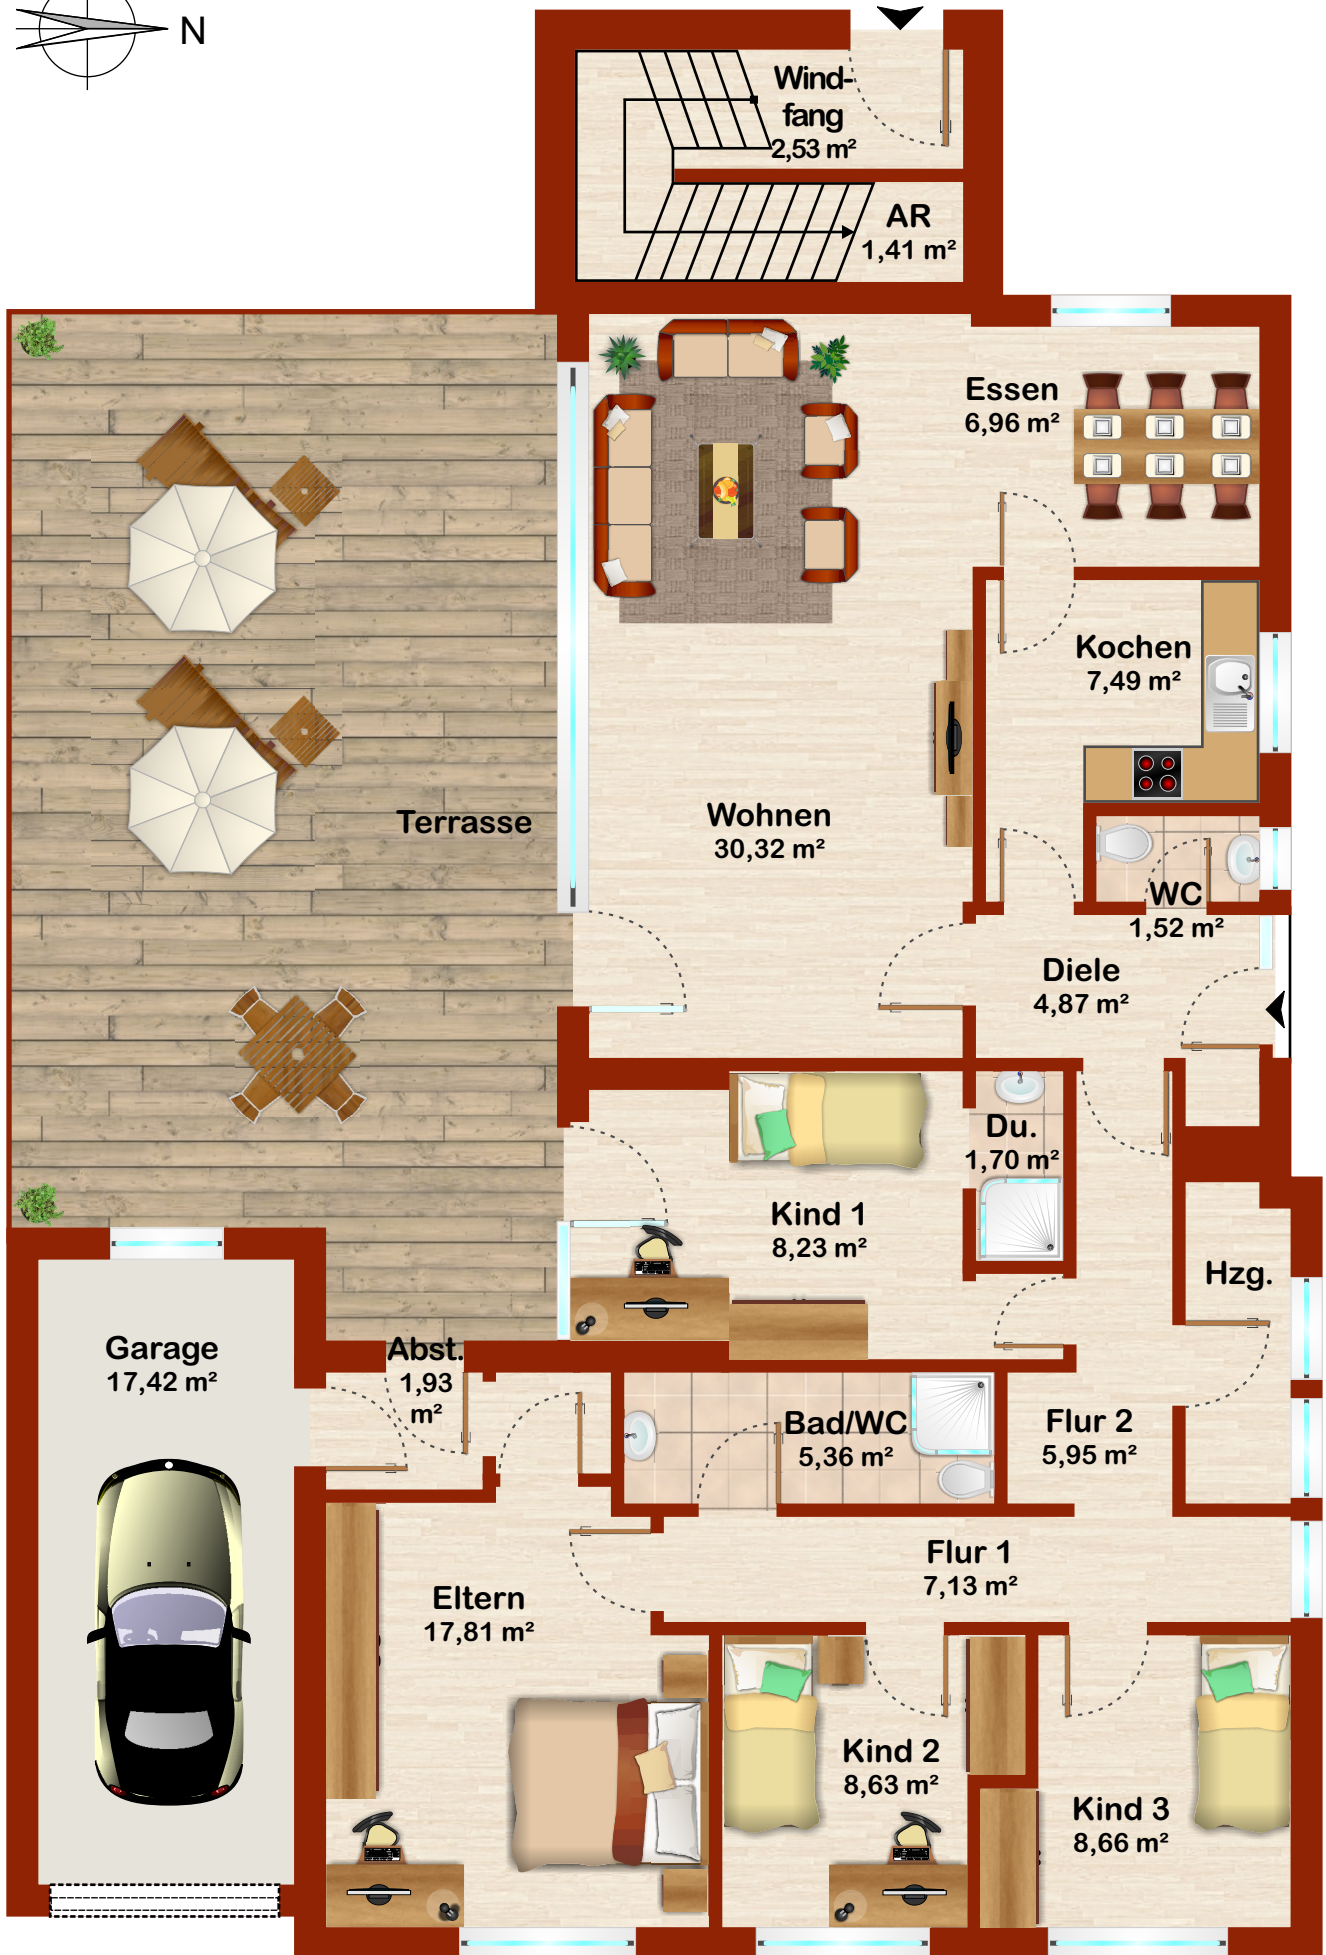 N
Wind-
fang
2,53 m²
AR
1,41 m²
Essen
6,96 m²
Kochen
7,49 m²
Terrasse
Wohnen
30,32 m²
WC
1,52 m²
Diele
4,87 m²
Du.
1,70 m²
Kind 1
8,23 m²
Hzg.
Garage
17,42 m²
Abst.
1,93
m²
Bad/WC
5,36 m²
Flur 2
5,95 m²
Flur 1
7,13 m²
Eltern
17,81 m²
Kind 2
8,63 m²
Kind 3
8,66 m²